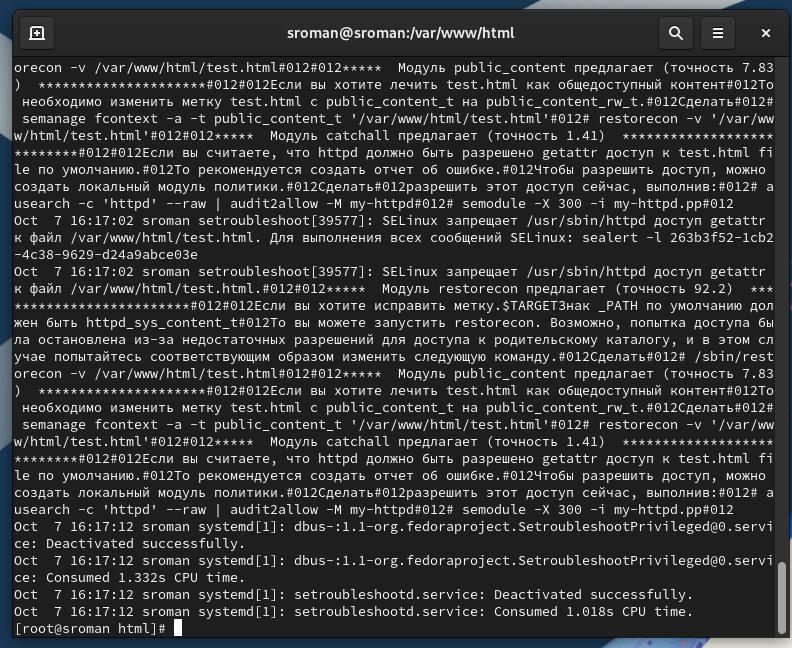 sroman@sroman:/var/www/html
orecon -v /var/www/html/test.html#012#012*****  Модуль public_content предлагает (точность 7.83
)  *********************#012#012Если вы хотите лечить test.html как общедоступный контент#012То
 необходимо изменить метку test.html с public_content_t на public_content_rw_t.#012Сделать#012#
 semanage fcontext -a -t public_content_t '/var/www/html/test.html'#012# restorecon -v '/var/ww
w/html/test.html'#012#012*****  Модуль catchall предлагает (точность 1.41)  *******************
********#012#012Если вы считаете, что httpd должно быть разрешено getattr доступ к test.html fi
le по умолчанию.#012То рекомендуется создать отчет об ошибке.#012Чтобы разрешить доступ, можно 
создать локальный модуль политики.#012Сделать#012разрешить этот доступ сейчас, выполнив:#012# a
usearch -c 'httpd' --raw | audit2allow -M my-httpd#012# semodule -X 300 -i my-httpd.pp#012
Oct  7 16:17:02 sroman setroubleshoot[39577]: SELinux запрещает /usr/sbin/httpd доступ getattr 
к файл /var/www/html/test.html. Для выполнения всех сообщений SELinux: sealert -l 263b3f52-1cb2
-4c38-9629-d24a9abce03e
Oct  7 16:17:02 sroman setroubleshoot[39577]: SELinux запрещает /usr/sbin/httpd доступ getattr 
к файл /var/www/html/test.html.#012#012*****  Модуль restorecon предлагает (точность 92.2)  ***
*********************#012#012Если вы хотите исправить метку.$TARGETЗнак _PATH по умолчанию дол
жен быть httpd_sys_content_t#012То вы можете запустить restorecon. Возможно, попытка доступа бы
ла остановлена из-за недостаточных разрешений для доступа к родительскому каталогу, и в этом сл
учае попытайтесь соответствующим образом изменить следующую команду.#012Сделать#012# /sbin/rest
orecon -v /var/www/html/test.html#012#012*****  Модуль public_content предлагает (точность 7.83
)  *********************#012#012Если вы хотите лечить test.html как общедоступный контент#012То
 необходимо изменить метку test.html с public_content_t на public_content_rw_t.#012Сделать#012#
 semanage fcontext -a -t public_content_t '/var/www/html/test.html'#012# restorecon -v '/var/ww
w/html/test.html'#012#012*****  Модуль catchall предлагает (точность 1.41)  *******************
********#012#012Если вы считаете, что httpd должно быть разрешено getattr доступ к test.html fi
le по умолчанию.#012То рекомендуется создать отчет об ошибке.#012Чтобы разрешить доступ, можно 
создать локальный модуль политики.#012Сделать#012разрешить этот доступ сейчас, выполнив:#012# a
usearch -c 'httpd' --raw | audit2allow -M my-httpd#012# semodule -X 300 -i my-httpd.pp#012
Oct  7 16:17:12 sroman systemd[1]: dbus-:1.1-org.fedoraproject.SetroubleshootPrivileged@0.servi
ce: Deactivated successfully.
Oct  7 16:17:12 sroman systemd[1]: dbus-:1.1-org.fedoraproject.SetroubleshootPrivileged@0.servi
ce: Consumed 1.332s CPU time.
Oct  7 16:17:12 sroman systemd[1]: setroubleshootd.service: Deactivated successfully.
Oct  7 16:17:12 sroman systemd[1]: setroubleshootd.service: Consumed 1.018s CPU time.
[root@sroman html]#